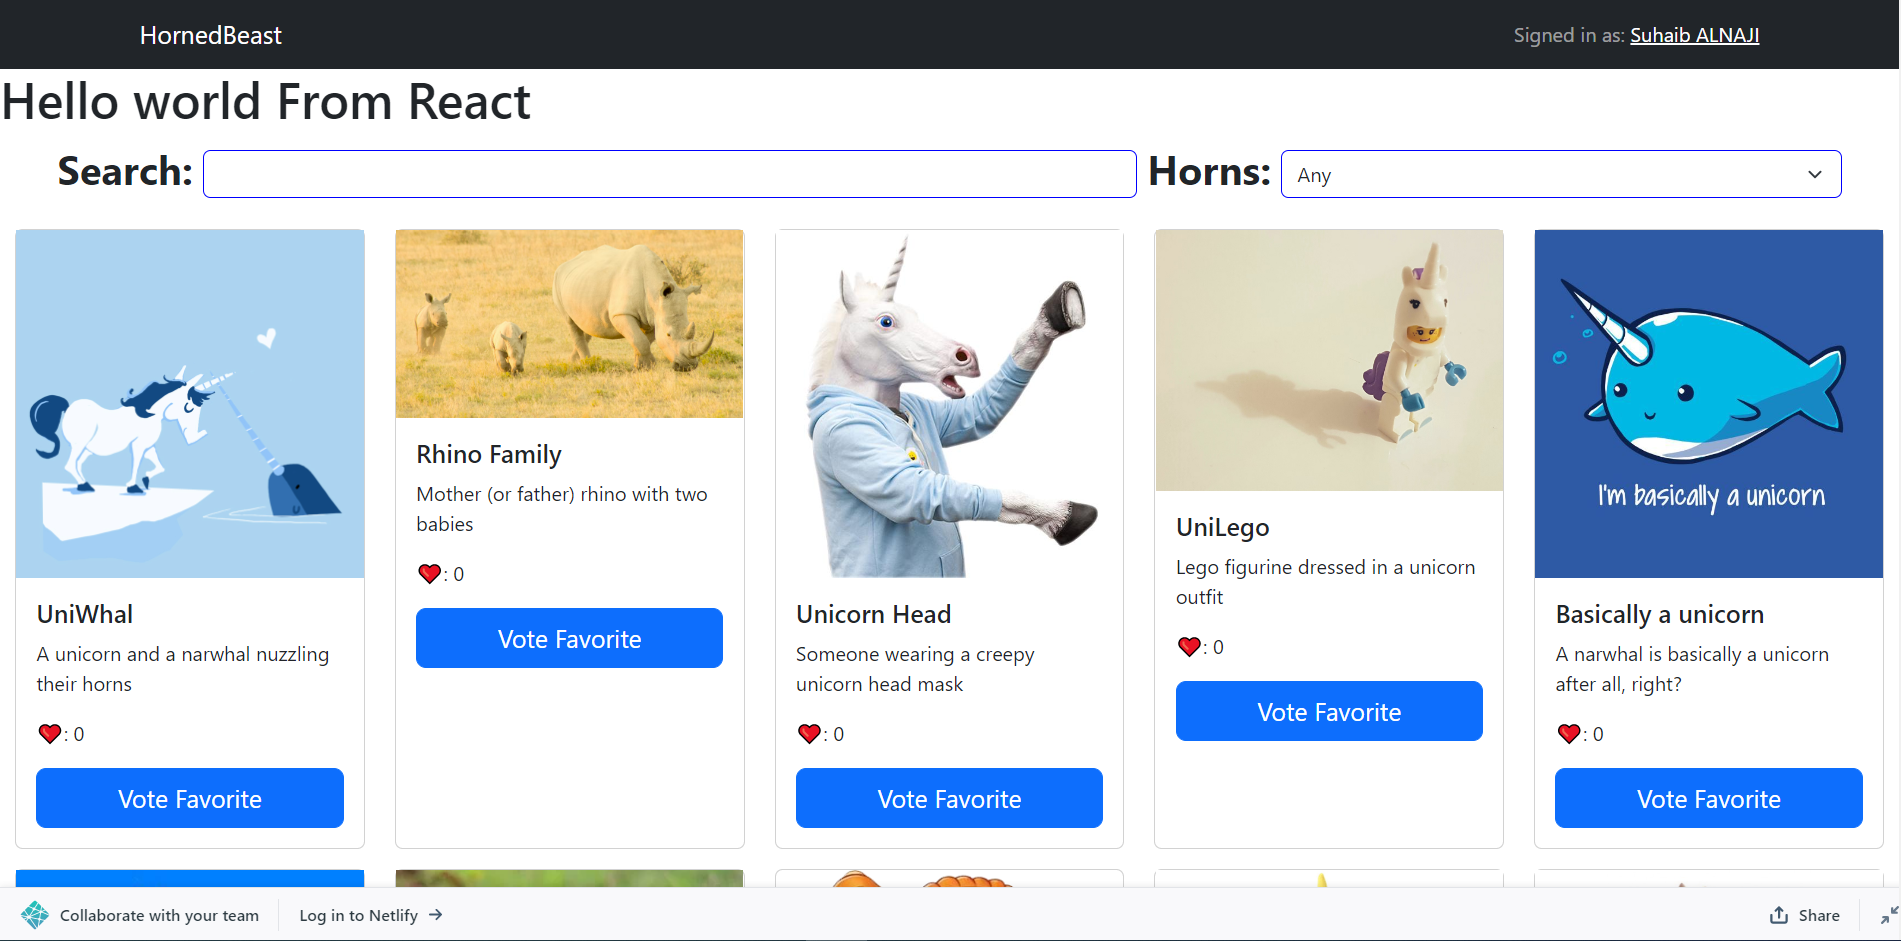 HornedBeast
Signed in as: Suhaib ALNAJI
Hello world From React
Search:
Horns: Any
UniWhal
A unicorn and a narwhal nuzzling
their horns
❤️: 0
Vote Favorite
Rhino Family
Mother (or father) rhino with two
babies
❤️: 0
Vote Favorite
Unicorn Head
Someone wearing a creepy
unicorn head mask
❤️: 0
Vote Favorite
UniLego
Lego figurine dressed in a unicorn
outfit
❤️: 0
Vote Favorite
I'm basically a unicorn
Basically a unicorn
A narwhal is basically a unicorn
after all, right?
❤️: 0
Vote Favorite
Collaborate with your team
Log in to Netlify →
Share